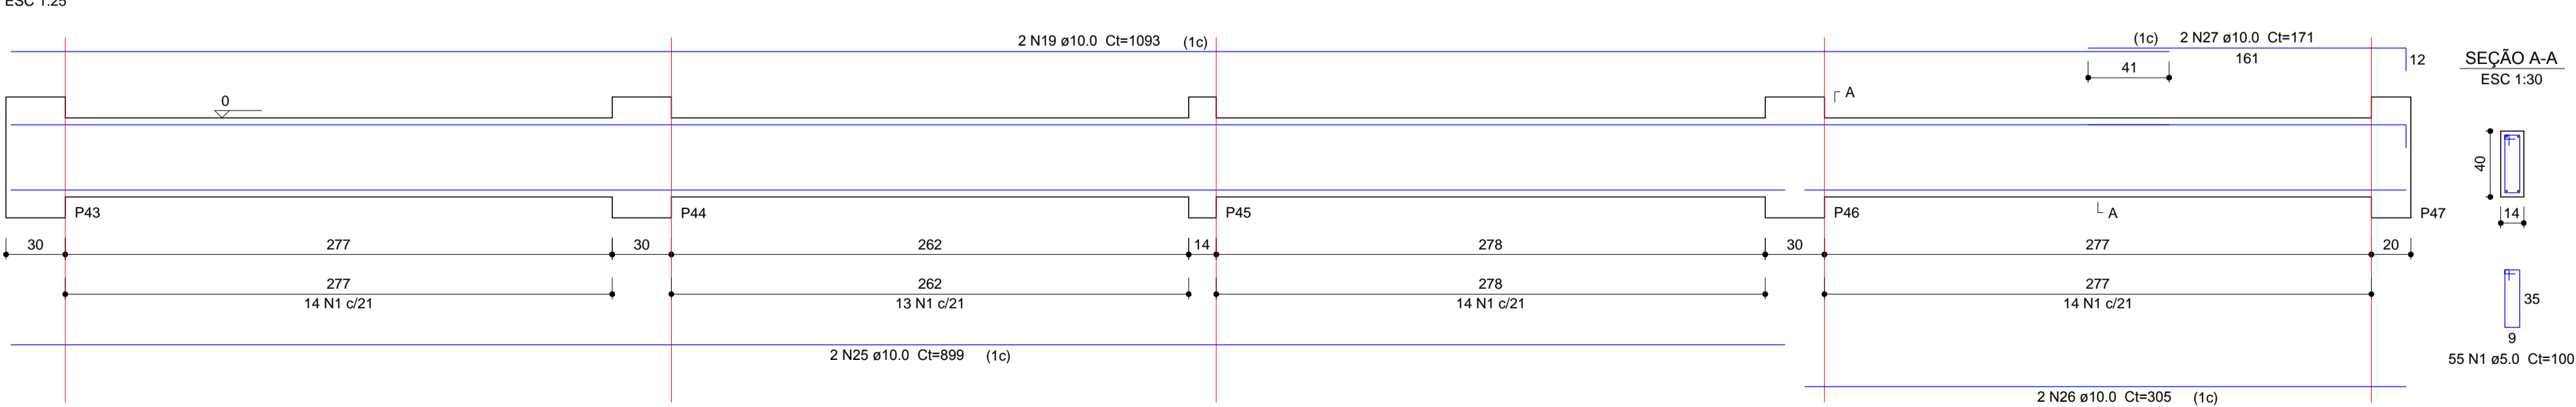 ESC 1:25
2 N19 ø10.0 Ct=1093 (1c)
(1c) 2 N27 ø10.0 Ct=171
161
12
41
SEÇÃO A-A
ESC 1:30
0
A
40
14
P43
P44
P45
P46
A
P47
30
277
30
262
14
278
30
277
20
277
262
278
277
14 N1 c/21
13 N1 c/21
14 N1 c/21
14 N1 c/21
35
9
55 N1 ø5.0 Ct=100
2 N25 ø10.0 Ct=899 (1c)
2 N26 ø10.0 Ct=305 (1c)